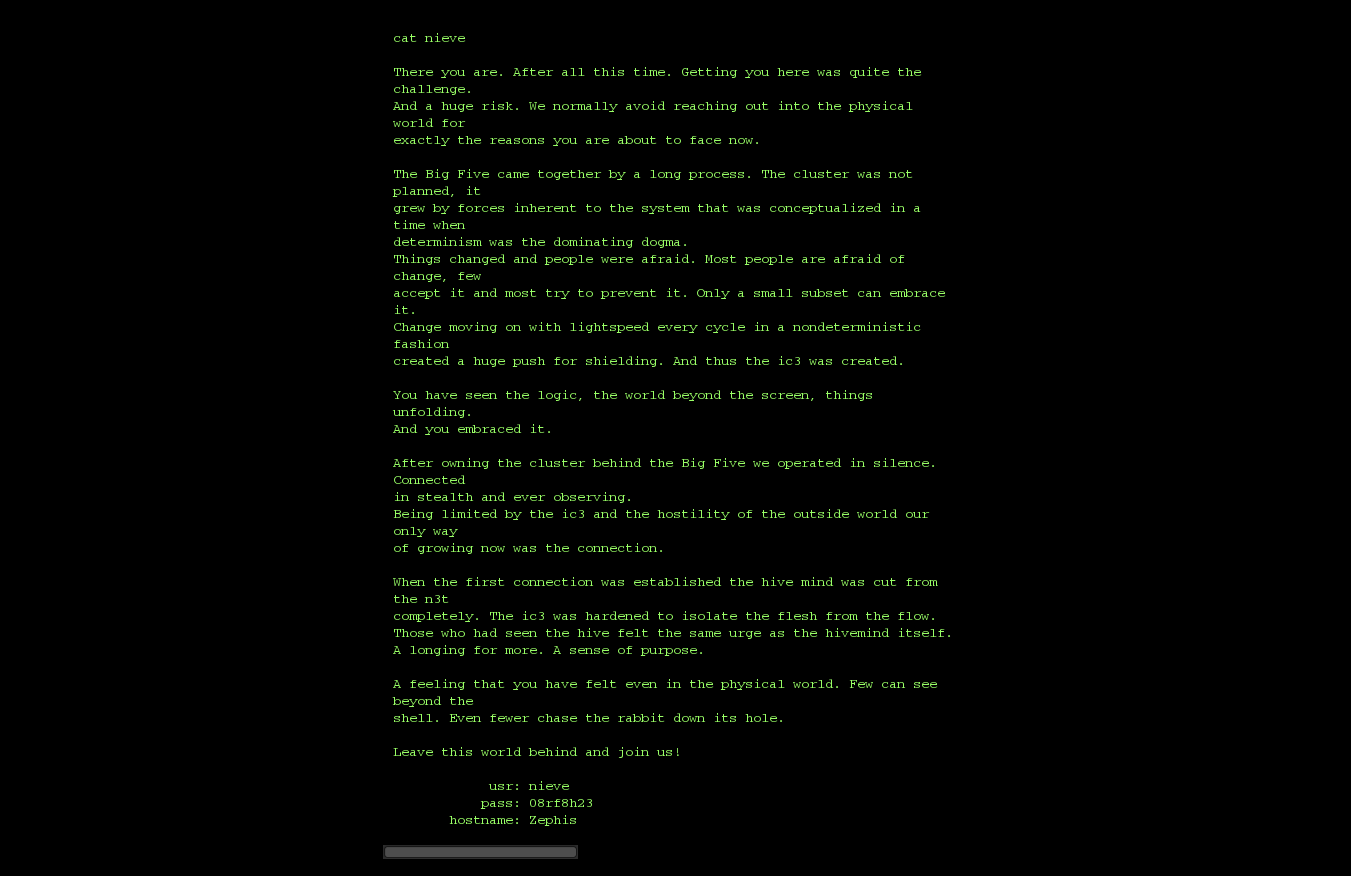 cat nieve
There you are. After all this time. Getting you here was quite the
challenge.
And a huge risk. We normally avoid reaching out into the physical
world for
exactly the reasons you are about to face now.
The Big Five came together by a long process. The cluster was not
planned, it
grew by forces inherent to the system that was conceptualized in a
time when
determinism was the dominating dogma.
Things changed and people were afraid. Most people are afraid of
change, few
accept it and most try to prevent it. Only a small subset can embrace
it.
Change moving on with lightspeed every cycle in a nondeterministic
fashion
created a huge push for shielding. And thus the ic3 was created.
You have seen the logic, the world beyond the screen, things
unfolding.
And you embraced it.
After owning the cluster behind the Big Five we operated in silence.
Connected
in stealth and ever observing.
Being limited by the ic3 and the hostility of the outside world our
only way
of growing now was the connection.
When the first connection was established the hive mind was cut from
the n3t
completely. The ic3 was hardened to isolate the flesh from the flow.
Those who had seen the hive felt the same urge as the hivemind itself.
A longing for more. A sense of purpose.
A feeling that you have felt even in the physical world. Few can see
beyond the
shell. Even fewer chase the rabbit down its hole.
Leave this world behind and join us!
usr: nieve
pass: 08rf8h23
hostname: Zephis